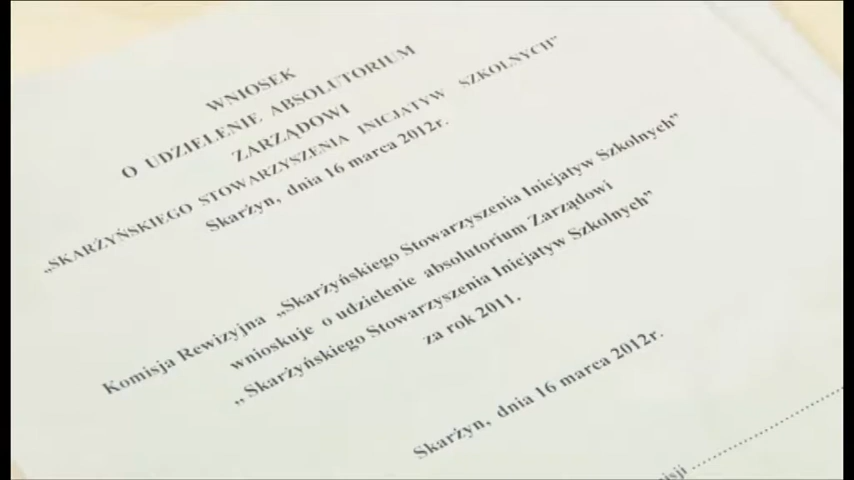 WNIOSEK
O UDZIELENIE ABSOLUTORIUM
ZARZĄDOWI
„SKARŻYŃSKIEGO STOWARZYSZENIA INICJATYW SZKOLNYCH”
Skarżyn, dnia 16 marca 2012r.
Komisja Rewizyjna „Skarżyńskiego Stowarzyszenia Inicjatyw Szkolnych”
wnioskuje o udzielenie absolutorium Zarządowi
„Skarżyńskiego Stowarzyszenia Inicjatyw Szkolnych”
za rok 2011.
Skarżyn, dnia 16 marca 2012r.